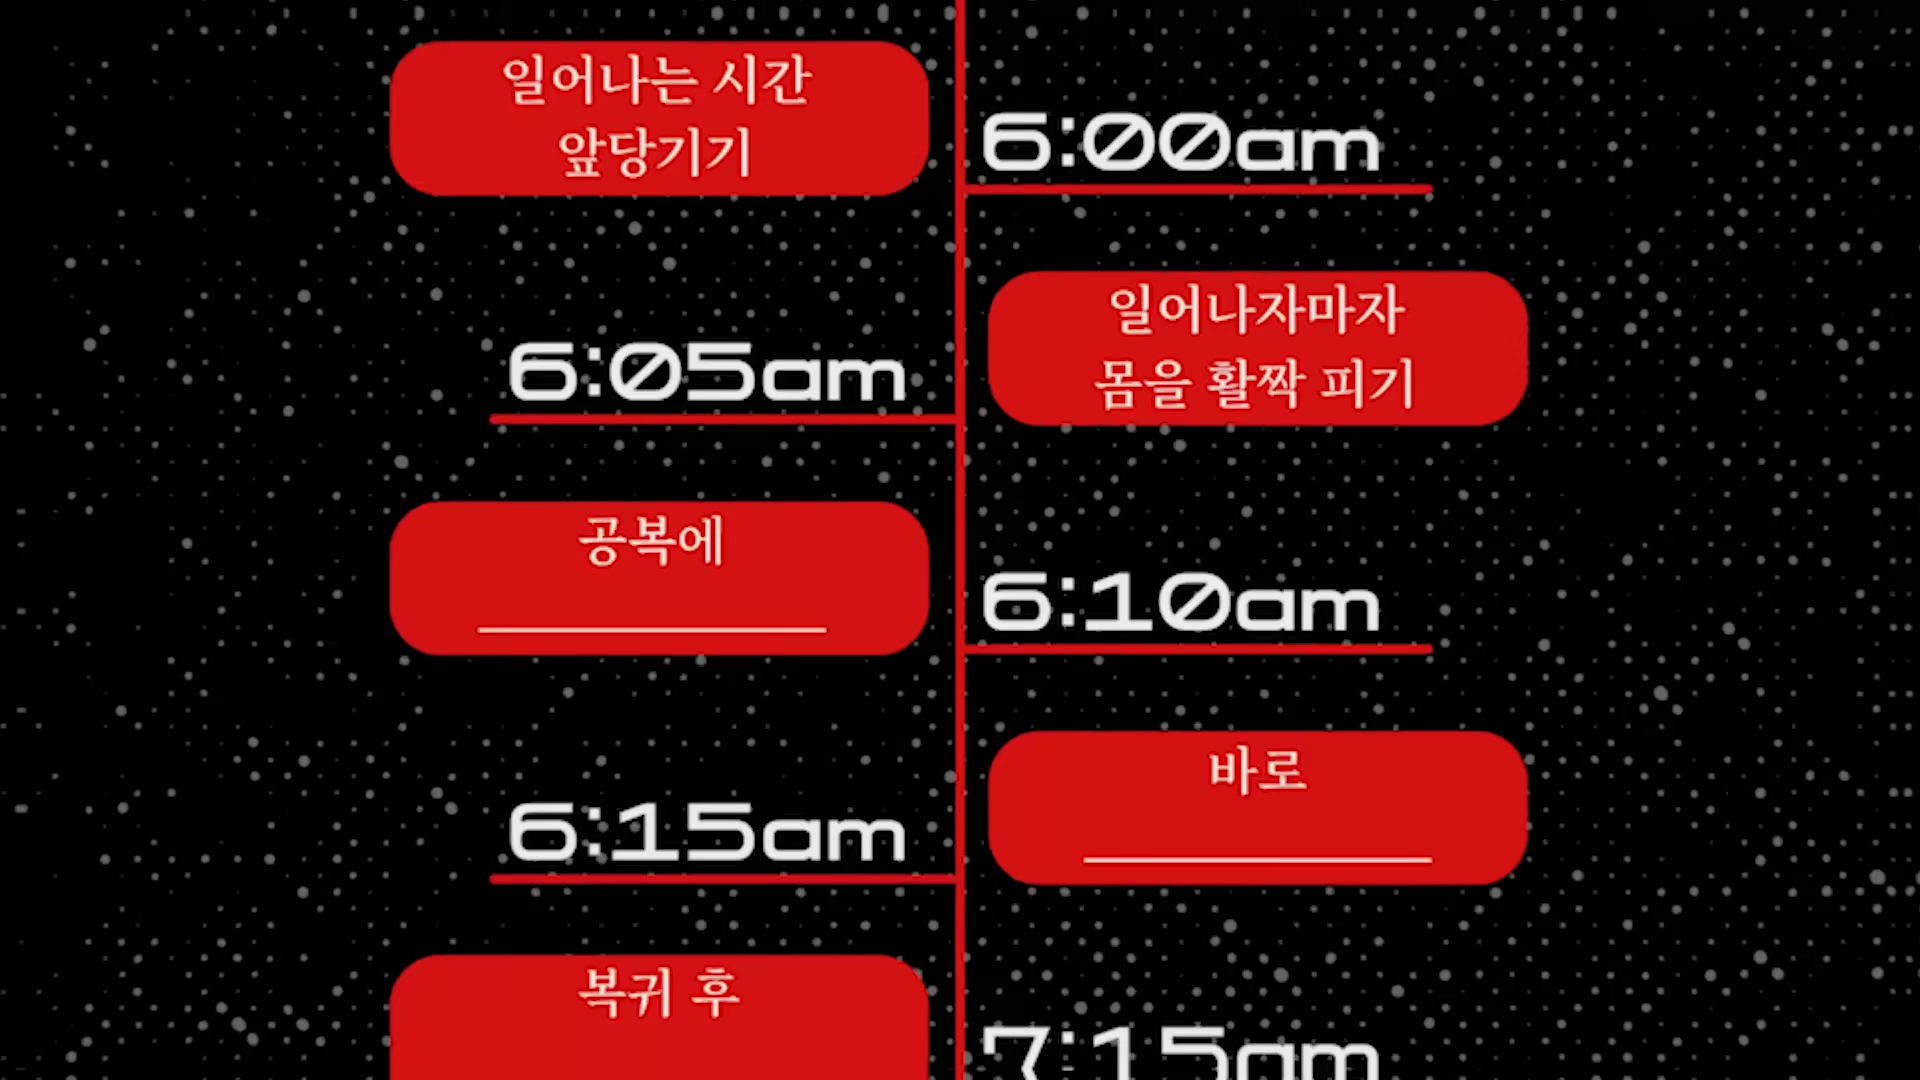 일어나는 시간
앞당기기
6:00am
일어나자마자
몸을 활짝 피기
6:05am
공복에
6:10am
바로
6:15am
복귀 후
7:15am